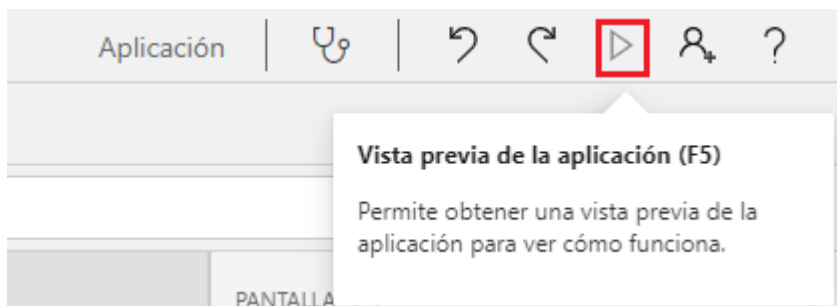 Aplicación
Vista previa de la aplicación (F5)
Permite obtener una vista previa de la
aplicación para ver cómo funciona.
PANTALLA